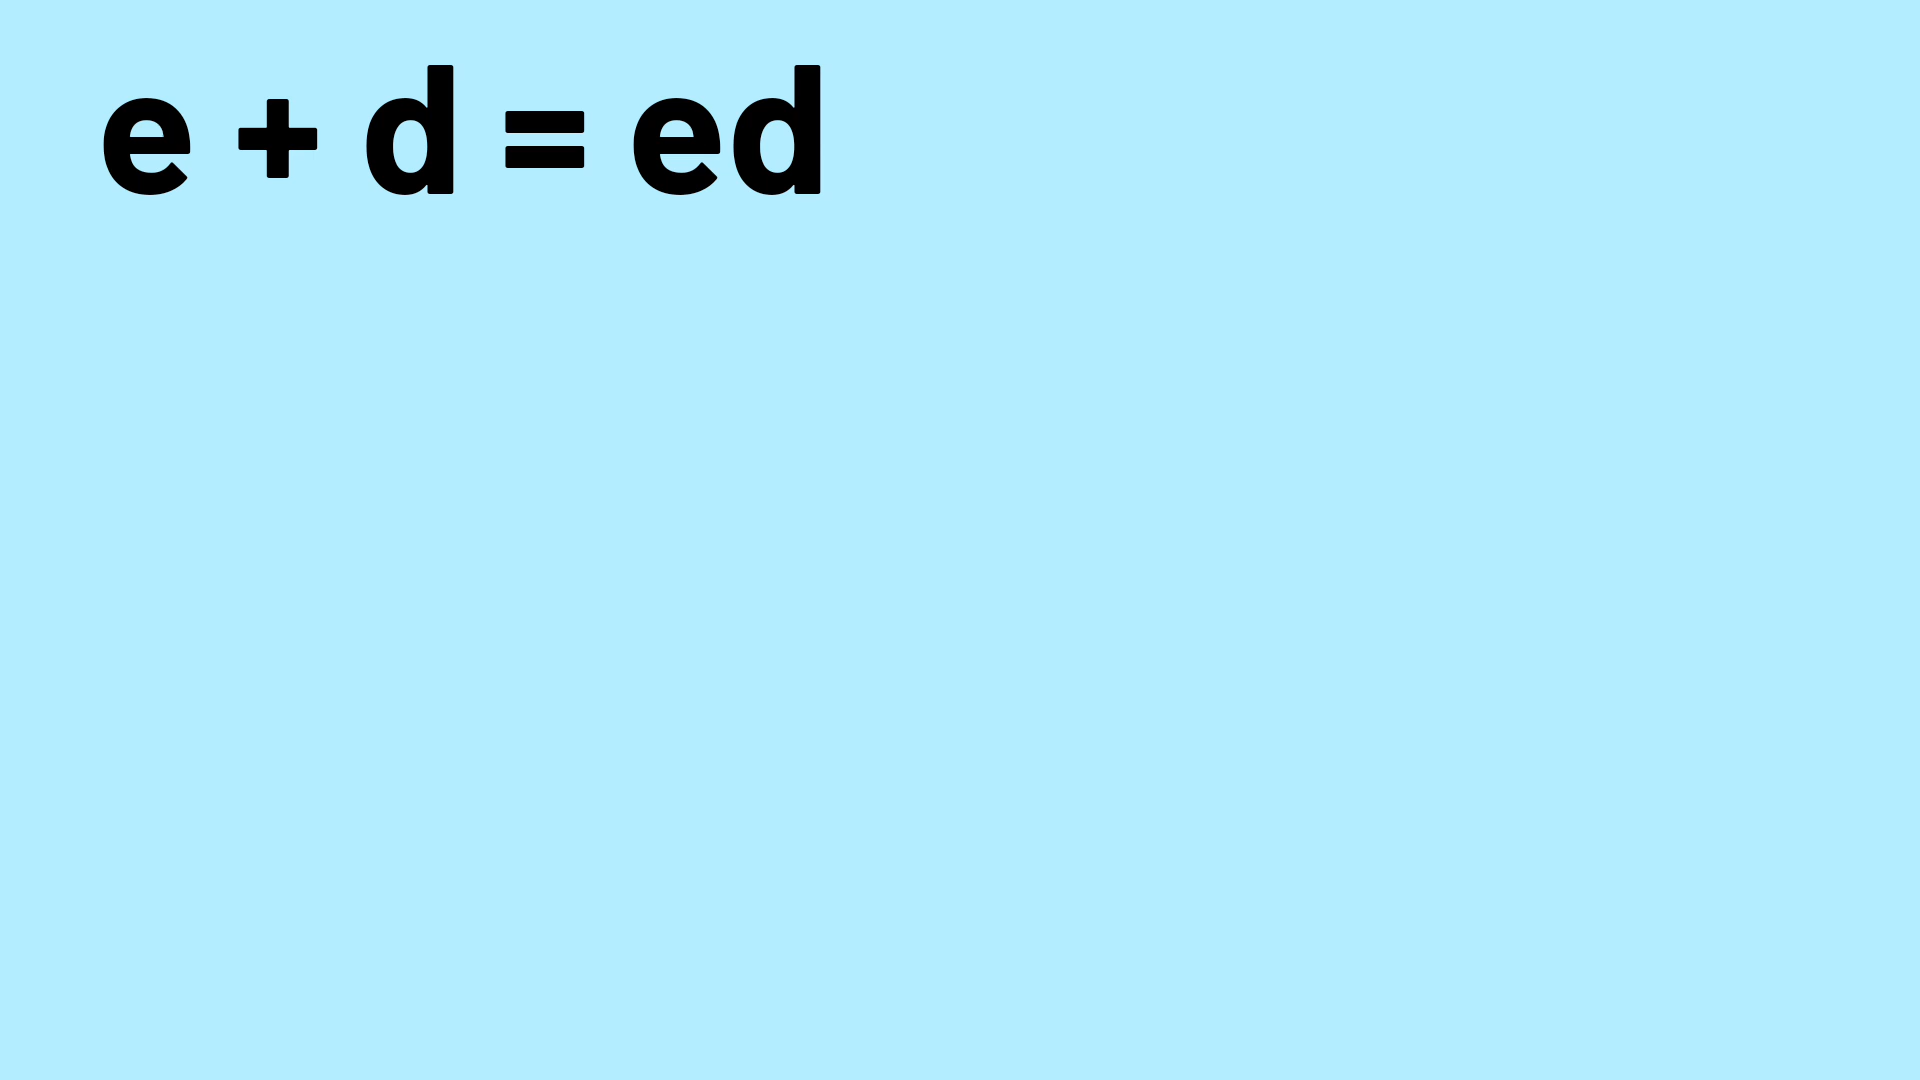 e + d = ed